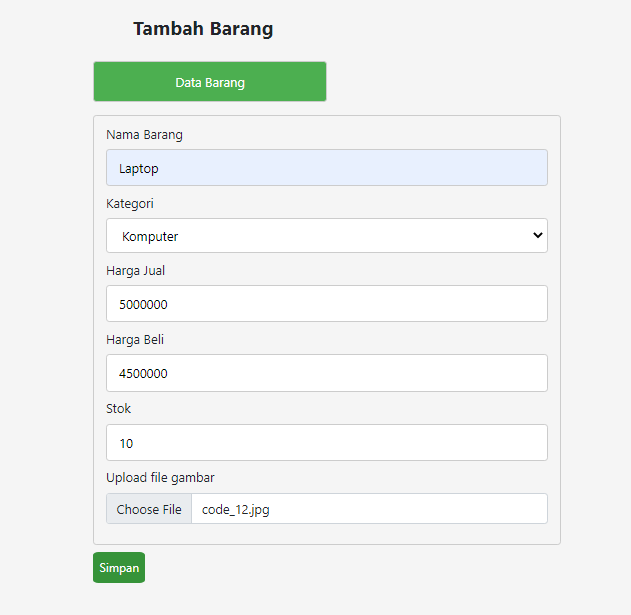 Tambah Barang
Data Barang
Nama Barang
Laptop
Kategori
Komputer
Harga Jual
5000000
Harga Beli
4500000
Stok
10
Upload file gambar
Choose File code_12.jpg
Simpan